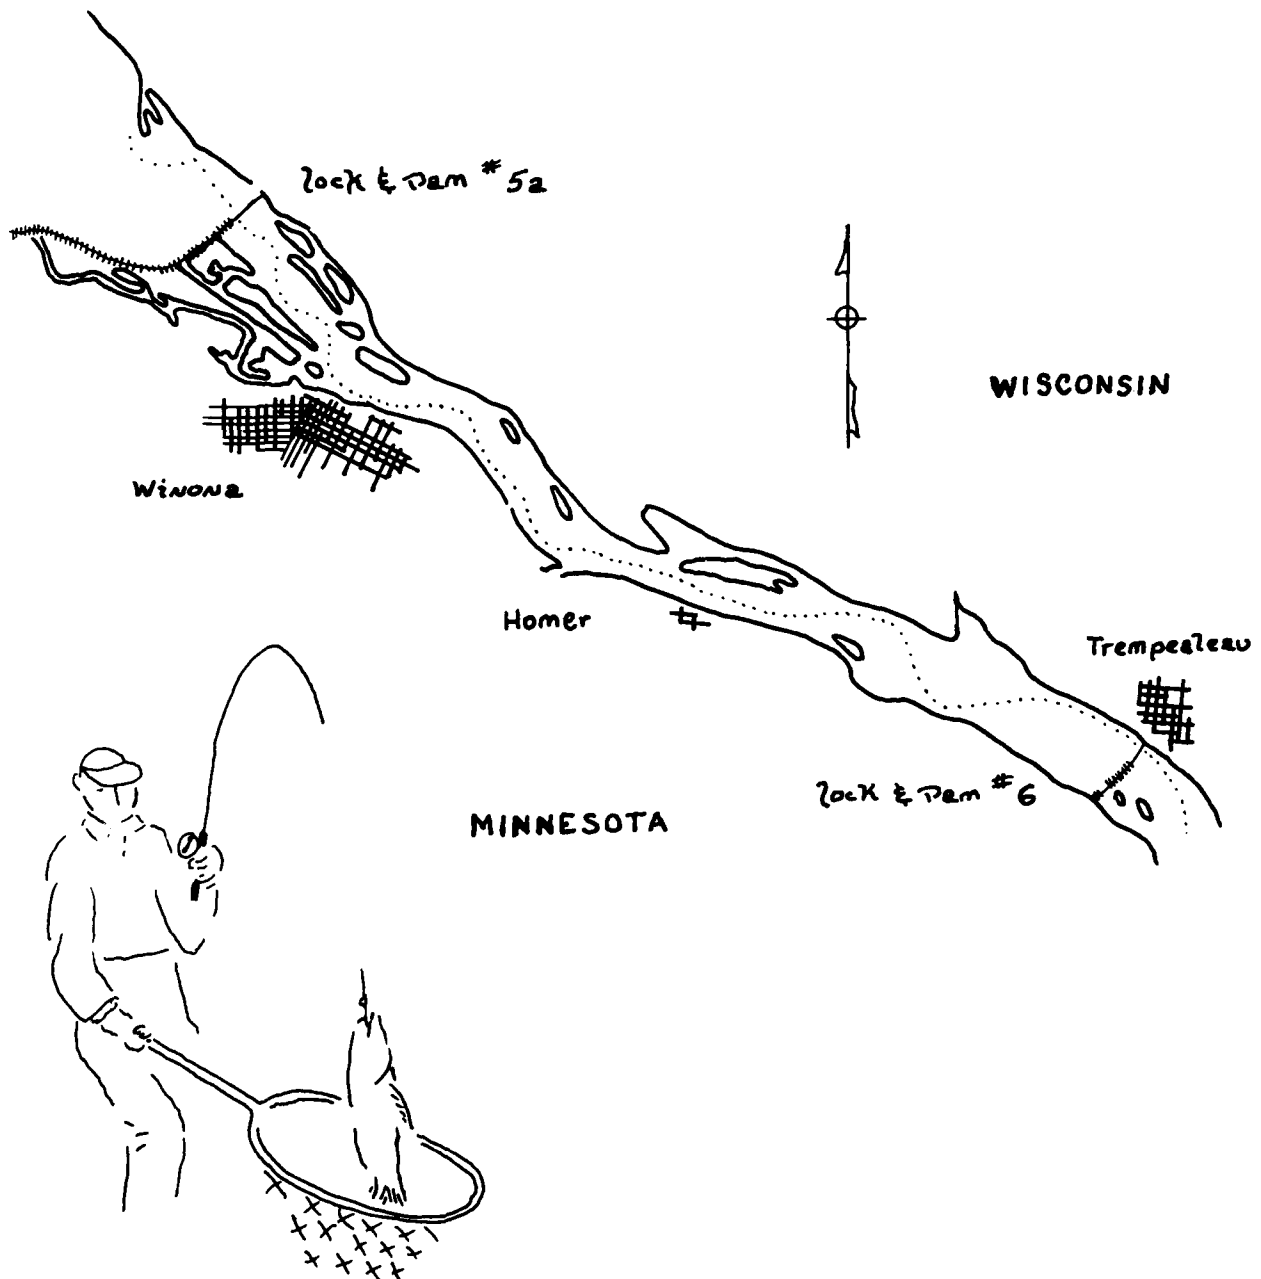 Lock & Dam # 5a
WISCONSIN
Winona
Homer
Trempealeau
Lock & Dam # 6
MINNESOTA